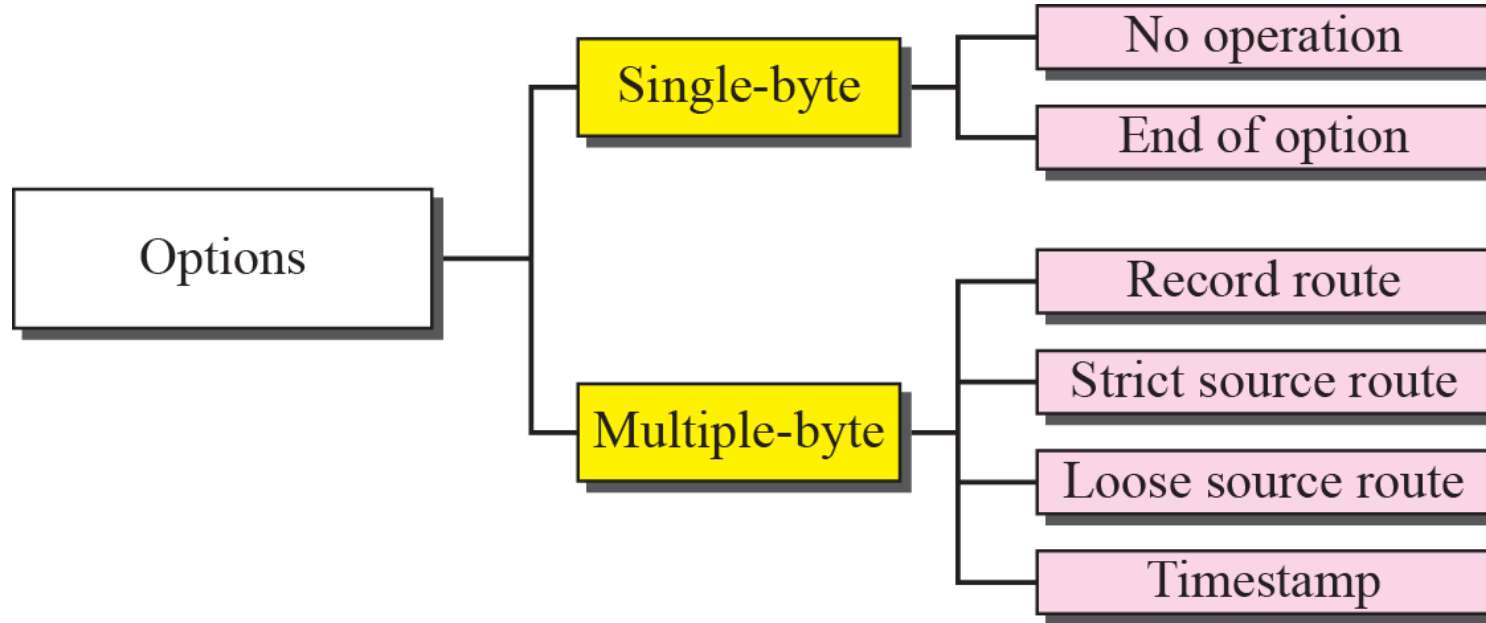 Options
Single-byte
No operation
End of option
Multiple-byte
Record route
Strict source route
Loose source route
Timestamp